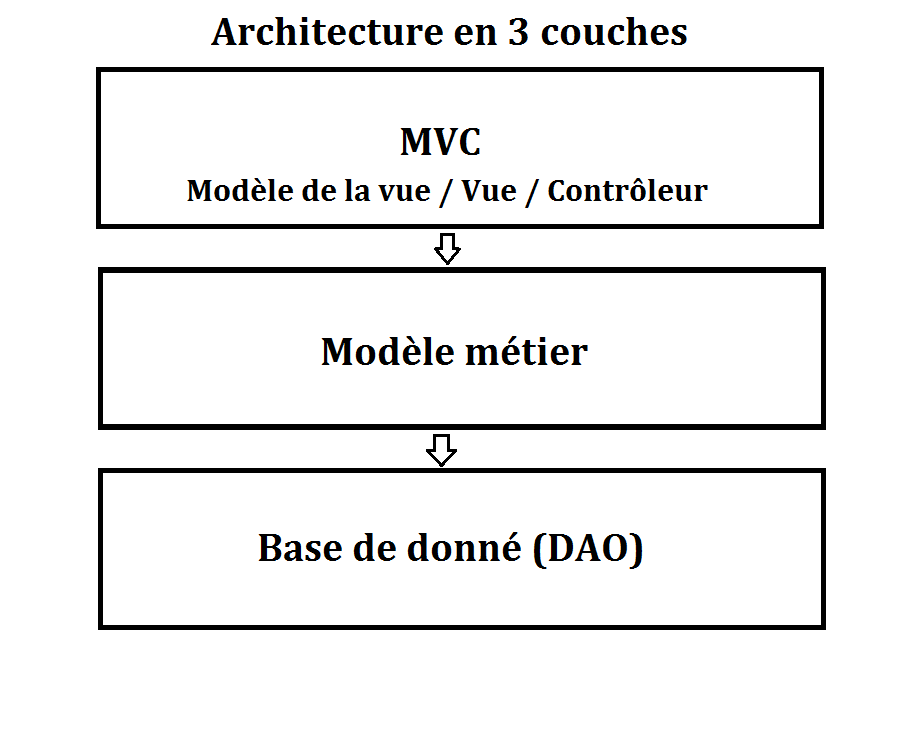 Architecture en 3 couches
MVC
Modèle de la vue / Vue / Contrôleur
Modèle métier
Base de donné (DAO)